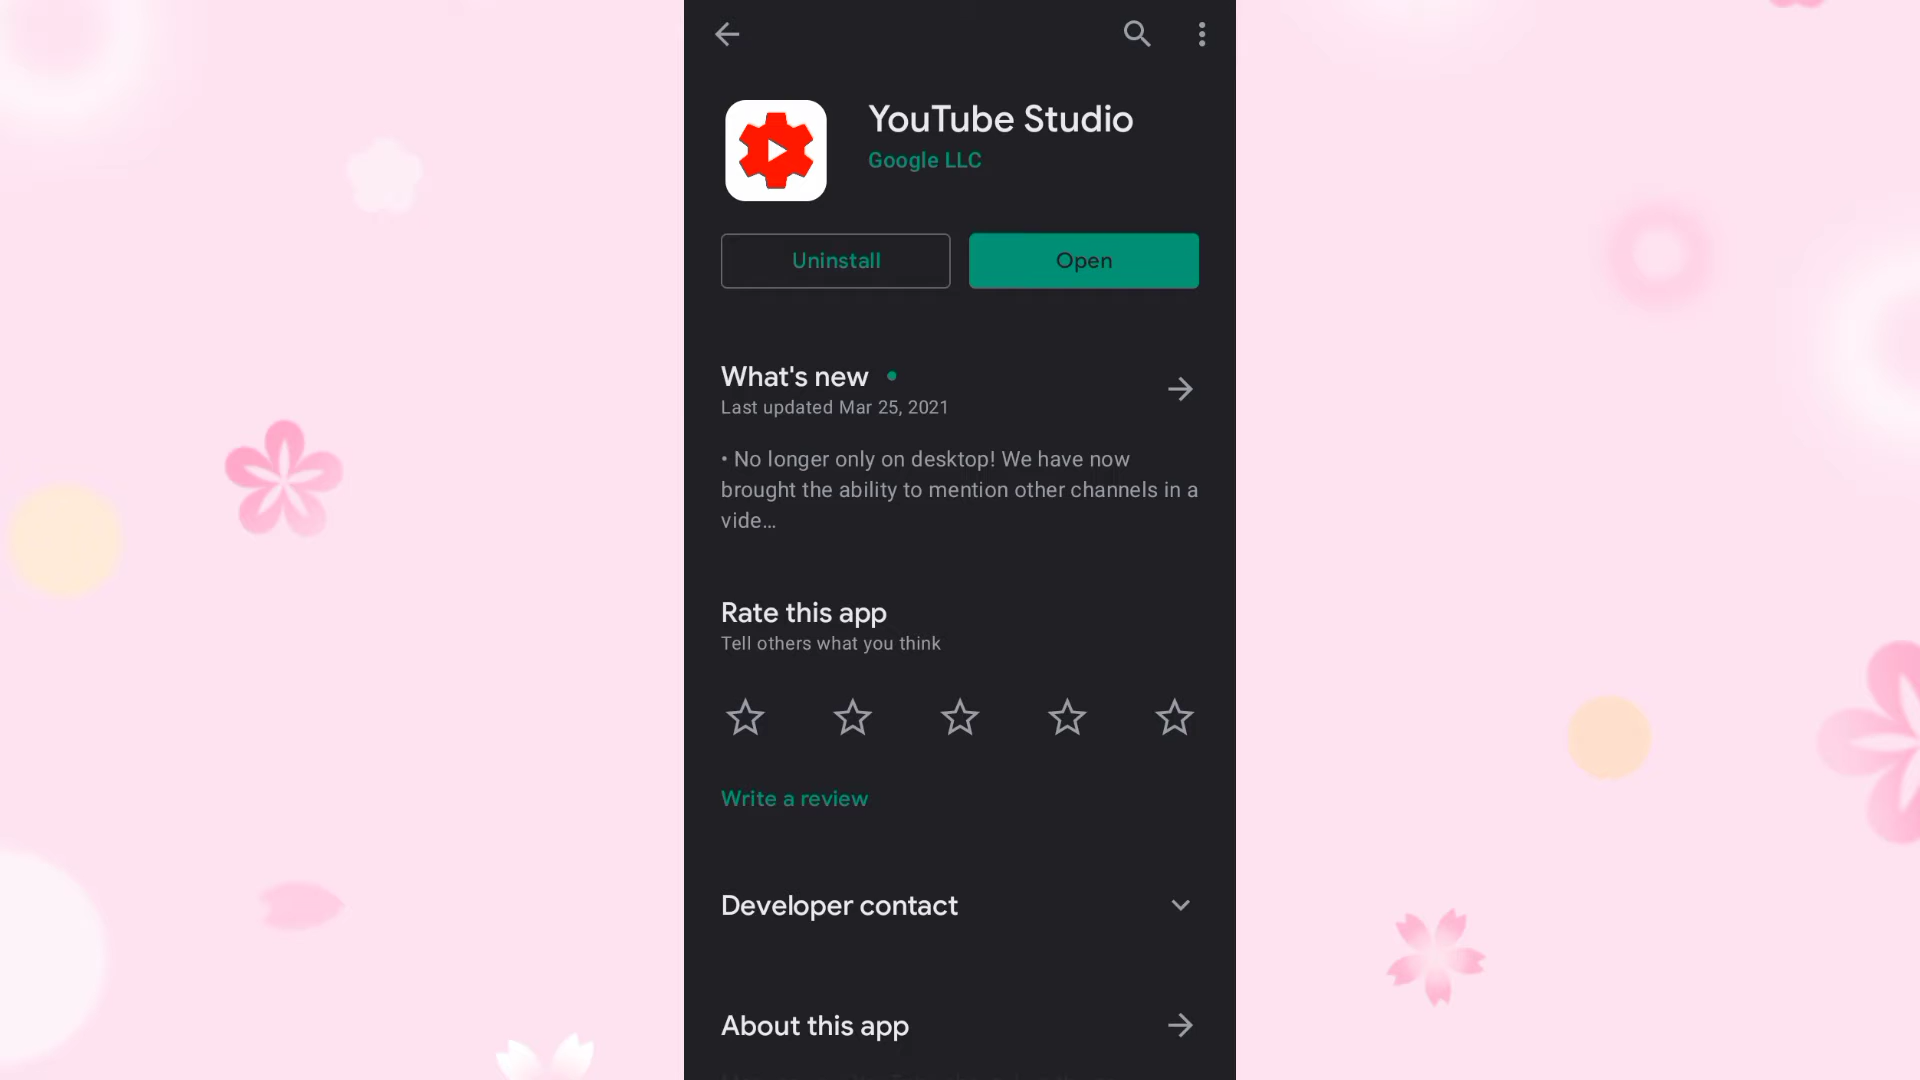 YouTube Studio
Google LLC
Uninstall
Open
What's new
Last updated Mar 25, 2021
• No longer only on desktop! We have now
brought the ability to mention other channels in a
vide...
Rate this app
Tell others what you think
Write a review
Developer contact
About this app